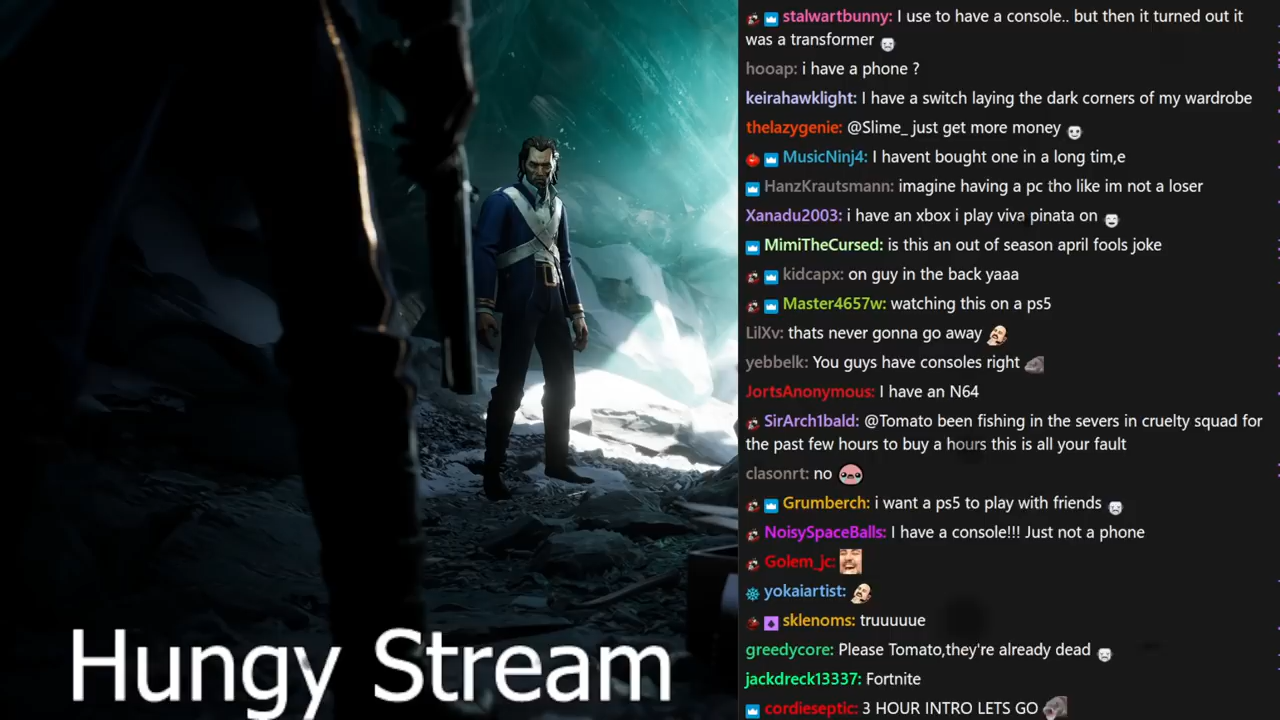 stalwartbunny: I use to have a console.. but then it turned out it
was a transformer
hooap: i have a phone ?
keirahawklight: I have a switch laying the dark corners of my wardrobe
thelazygenie: @Slime_ just get more money
MusicNinj4: I havent bought one in a long tim,e
HanzKrautsmann: imagine having a pc tho like im not a loser
Xanadu2003: i have an xbox i play viva pinata on
MimiTheCursed: is this an out of season april fools joke
kidcapx: on guy in the back yaaa
Master4657w: watching this on a ps5
LilXv: thats never gonna go away
yebbelk: You guys have consoles right
JortsAnonymous: I have an N64
SirArch1bald: @Tomato been fishing in the severs in cruelty squad for
the past few hours to buy a hours this is all your fault
clasonrt: no
Grumberch: i want a ps5 to play with friends
NoisySpaceBalls: I have a console!!! Just not a phone
Golem_jc:
yokaiartist:
sklenoms: truuuuue
greedycore: Please Tomato,they're already dead
jackdreck13337: Fortnite
cordieseptic: 3 HOUR INTRO LETS GO
Hungy Stream